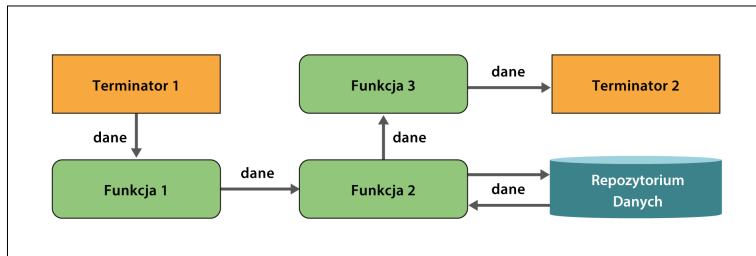 Terminator 1
Funkcja 3
dane
Terminator 2
dane
dane
Funkcja 1
dane
Funkcja 2
dane
Repozytorium
Danych